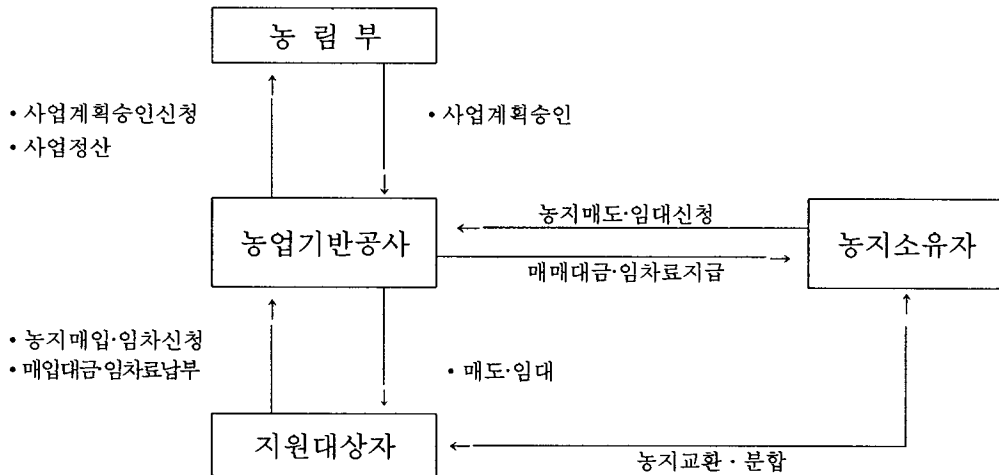 농 림 부
• 사업계획승인신청
• 사업정산
• 사업계획승인
농업기반공사
농지매도·임대신청
매매대금·임차료지급
농지소유자
• 농지매입·임차신청
• 매입대금·임차료납부
• 매도·임대
지원대상자
농지교환 · 분합